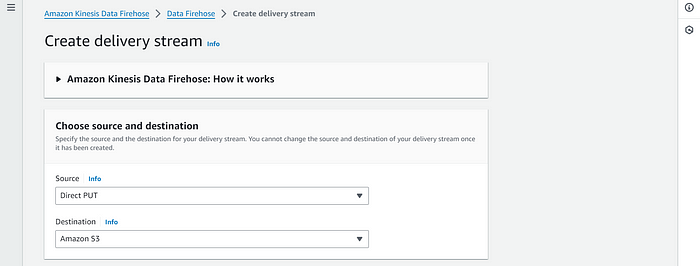 Amazon Kinesis Data Firehose > Data Firehose > Create delivery stream
Create delivery stream Info
Amazon Kinesis Data Firehose: How it works
Choose source and destination
Specify the source and the destination for your delivery stream. You cannot change the source and destination of your delivery stream once
it has been created.
Source Info
Direct PUT
Destination Info
Amazon S3